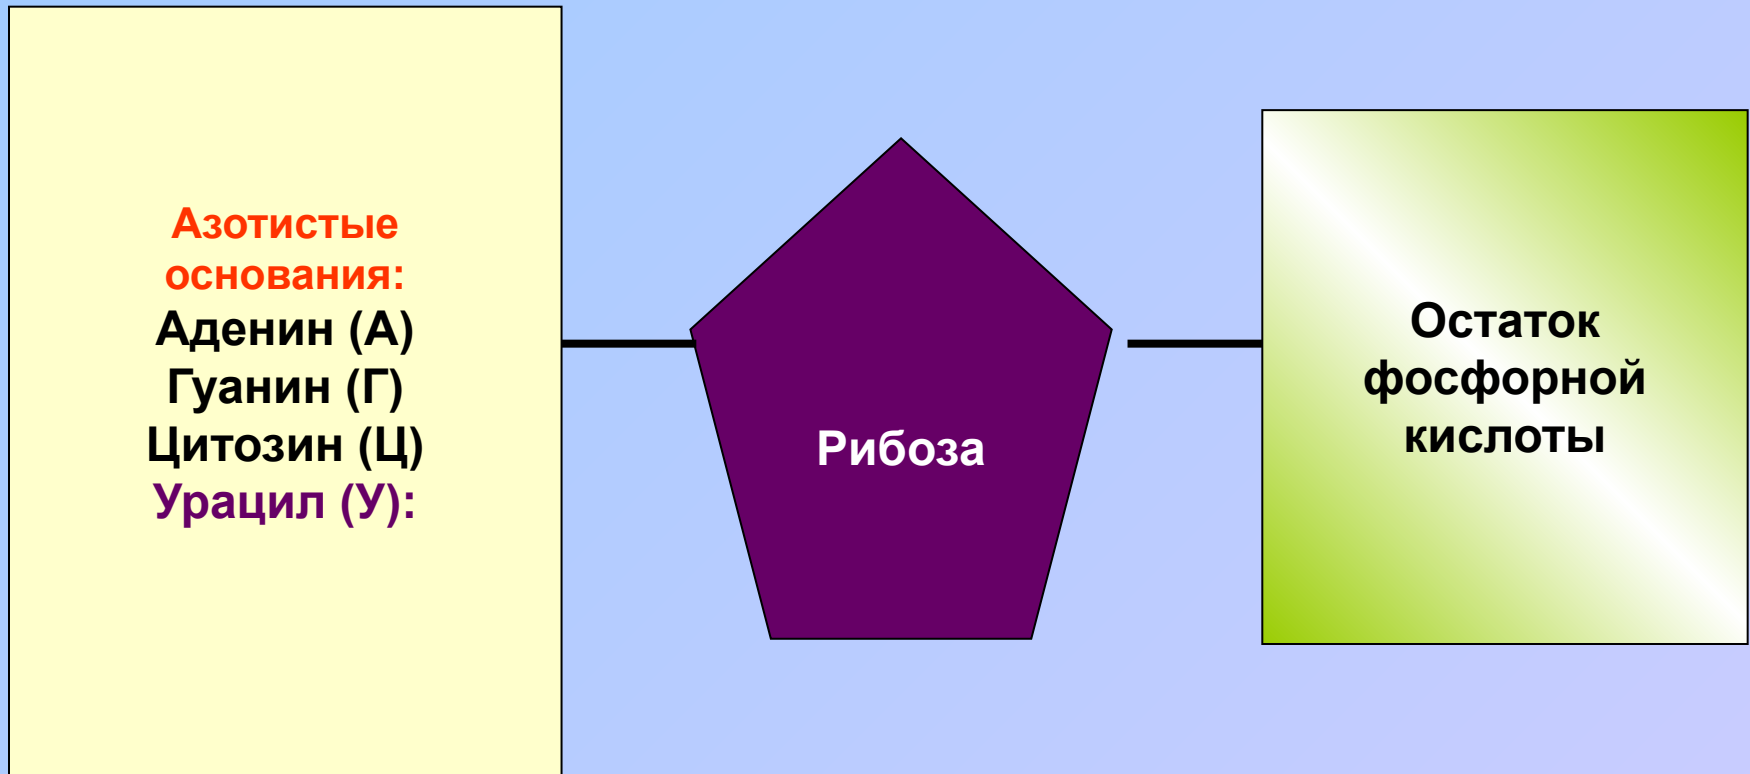 Азотистые
основания:
Аденин (А)
Гуанин (Г)
Цитозин (Ц)
Урацил (У):
Рибоза
Остаток
фосфорной
кислоты